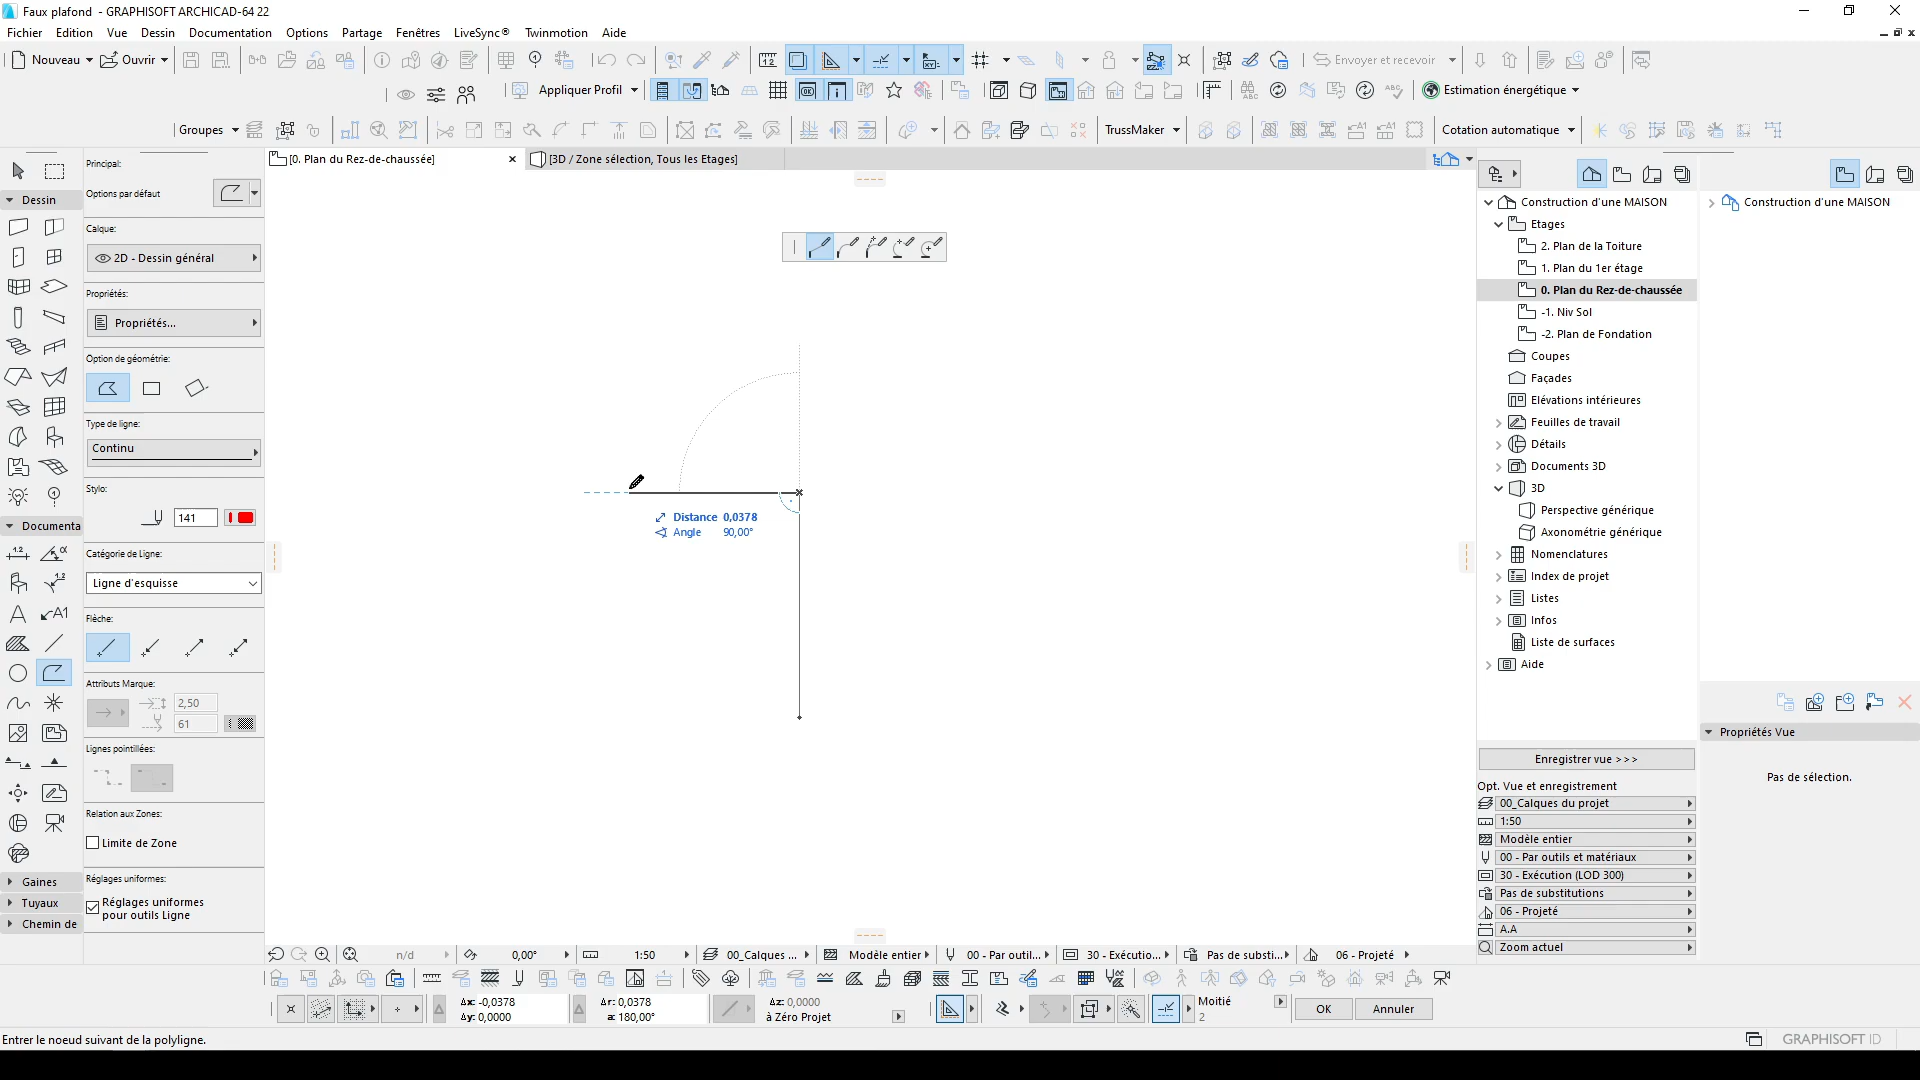 Faux plafond - GRAPHISOFT ARCHICAD-64 22
Fichier Edition Vue Dessin Documentation Options Partage Fenêtres LiveSync® Twinmotion Aide
Nouveau Ouvrir Envoyer et recevoir
Appliquer Profil Estimation énergétique
Groupes TrussMaker Cotation automatique
[0. Plan du Rez-de-chaussée]
[3D / Zone sélection, Tous les Etages]
Dessin
Documenta
Gaines
Tuyaux
Chemin de
Principal:
Options par défaut
Calque:
2D - Dessin général
Propriétés:
Propriétés...
Option de géométrie:
Type de ligne:
Continu
Stylo:
141
Catégorie de Ligne:
Ligne d'esquisse
Flèche:
Attributs Marque:
2,50
61
Lignes pointillées:
Relation aux Zones:
Limite de Zone
Réglages uniformes:
Réglages uniformes
pour outils Ligne
Distance 0,0378
Angle 90,00°
Construction d'une MAISON
Etages
2. Plan de la Toiture
1. Plan du 1er étage
0. Plan du Rez-de-chaussée
-1. Niv Sol
-2. Plan de Fondation
Coupes
Façades
Elévations intérieures
Feuilles de travail
Détails
Documents 3D
3D
Perspective générique
Axonométrie générique
Nomenclatures
Index de projet
Listes
Infos
Liste de surfaces
Aide
Construction d'une MAISON
Propriétés Vue
Pas de sélection.
Enregistrer vue >>>
Opt. Vue et enregistrement
00_Calques du projet
1:50
Modèle entier
00 - Par outils et matériaux
30 - Exécution (LOD 300)
Pas de substitutions
06 - Projeté
A.A
Zoom actuel
n/d 0,00° 1:50 00_Calques ... Modèle entier 00 - Par outil... 30 - Exécutio... Pas de substi... 06 - Projeté
Δx: -0,0378
Δy: 0,0000
Δr: 0,0378
a: 180,00°
Δz: 0,0000
à Zéro Projet
Moitié
2
OK Annuler
Entrer le noeud suivant de la polyligne.
GRAPHISOFT ID